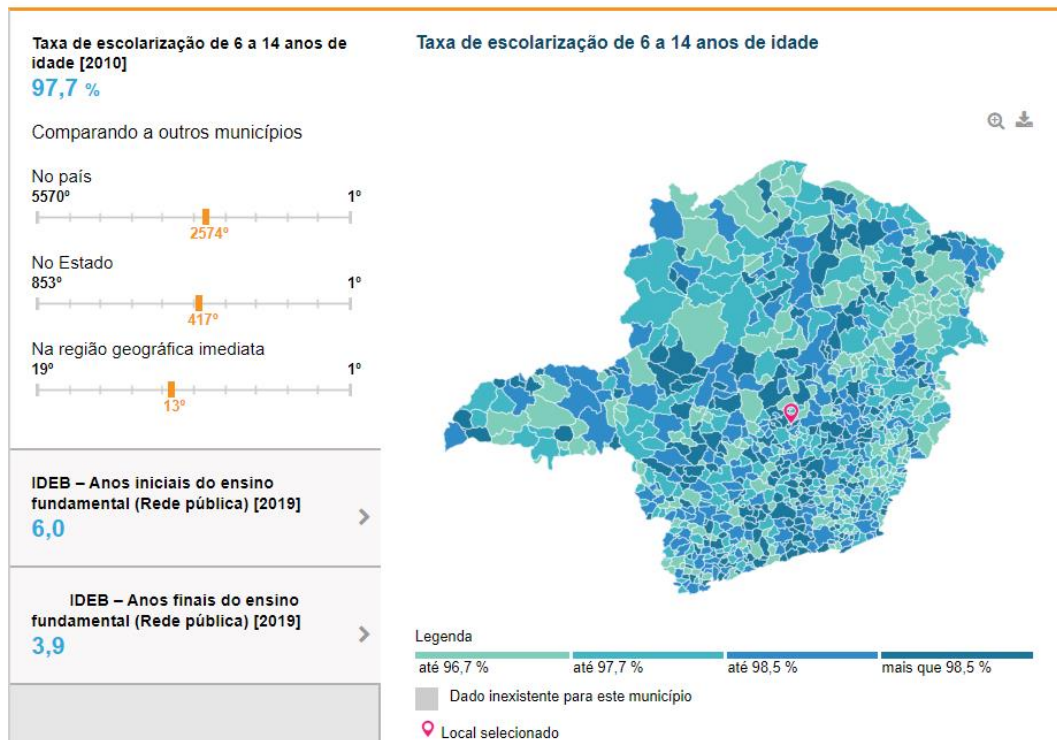 Taxa de escolarização de 6 a 14 anos de
idade [2010]
97,7 %
Comparando a outros municípios
No país
5570º 1º
2574º
No Estado
853º 1º
417º
Na região geográfica imediata
19º 1º
13º
IDEB – Anos iniciais do ensino
fundamental (Rede pública) [2019]
6,0
IDEB – Anos finais do ensino
fundamental (Rede pública) [2019]
3,9
Taxa de escolarização de 6 a 14 anos de idade
Legenda
até 96,7 % até 97,7 % até 98,5 % mais que 98,5 %
Dado inexistente para este município
Local selecionado